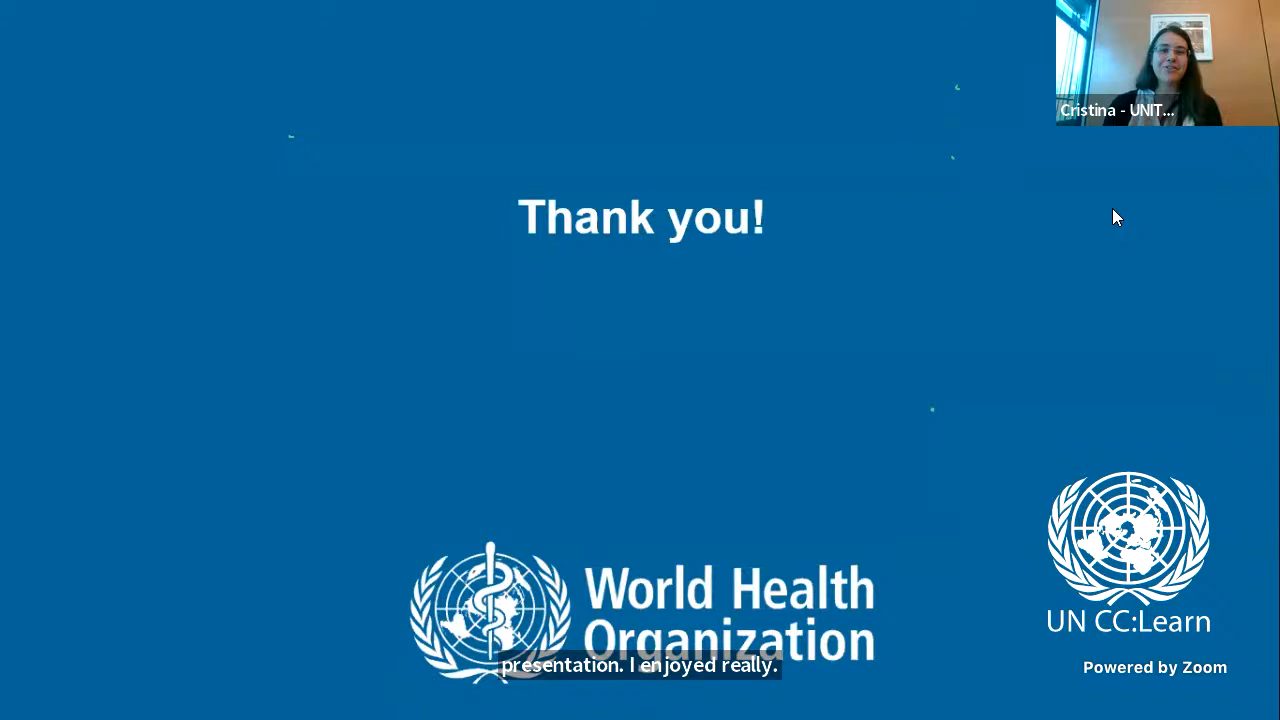 Cristina - UNIT...
Thank you!
World Health
Organization
UN CC:Learn
presentation. I enjoyed really.
Powered by Zoom